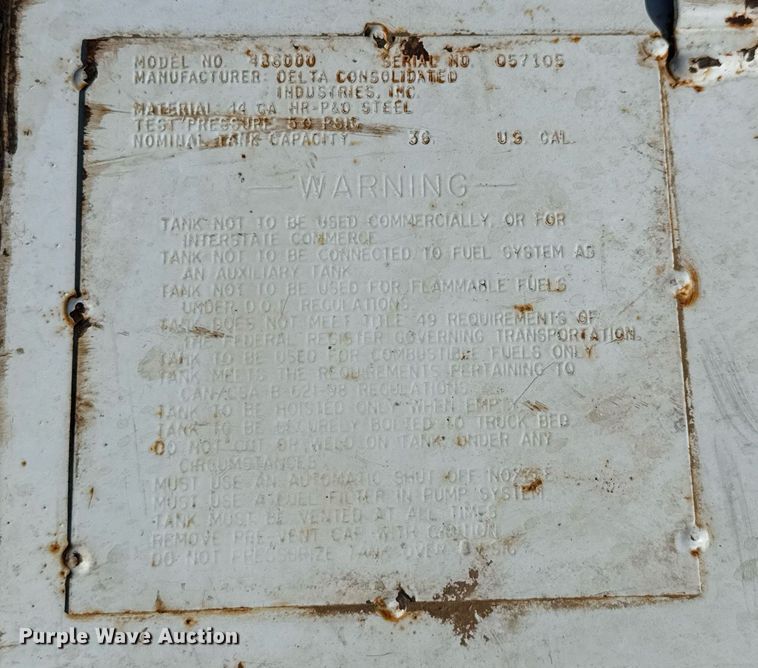 MODEL NO. 438000 SERIAL NO. 057105
MANUFACTURER: DELTA CONSOLIDATED
INDUSTRIES, INC.
MATERIAL: 14 GA HR-P&O STEEL
TEST PRESSURE 5.0 PSIG
NOMINAL TANK CAPACITY 36 U.S. GAL.
WARNING
TANK NOT TO BE USED COMMERCIALLY, OR FOR
INTERSTATE COMMERCE
TANK NOT TO BE CONNECTED TO FUEL SYSTEM AS
AN AUXILIARY TANK
TANK NOT TO BE USED FOR FLAMMABLE FUELS
UNDER D.O.T. REGULATIONS
TANK DOES NOT MEET TITLE 49 REQUIREMENTS OF
THE FEDERAL REGISTER GOVERNING TRANSPORTATION.
TANK TO BE USED FOR COMBUSTIBLE FUELS ONLY.
TANK MEETS THE REQUIREMENTS PERTAINING TO
CAN/CSA-B-621-98 REGULATIONS
TANK TO BE HOISTED ONLY WHEN EMPTY
TANK TO BE SECURELY BOLTED TO TRUCK BED
DO NOT CUT OR WELD ON TANK UNDER ANY
CIRCUMSTANCES
MUST USE AUTOMATIC SHUT OFF NOZZLE
MUST USE A FUEL FILTER IN PUMP SYSTEM.
TANK MUST BE VENTED AT ALL TIMES
REMOVE VENT CAP WITH CAUTION
DO NOT PRESSURIZE TANK OVER PSIG
Purple Wave Auction